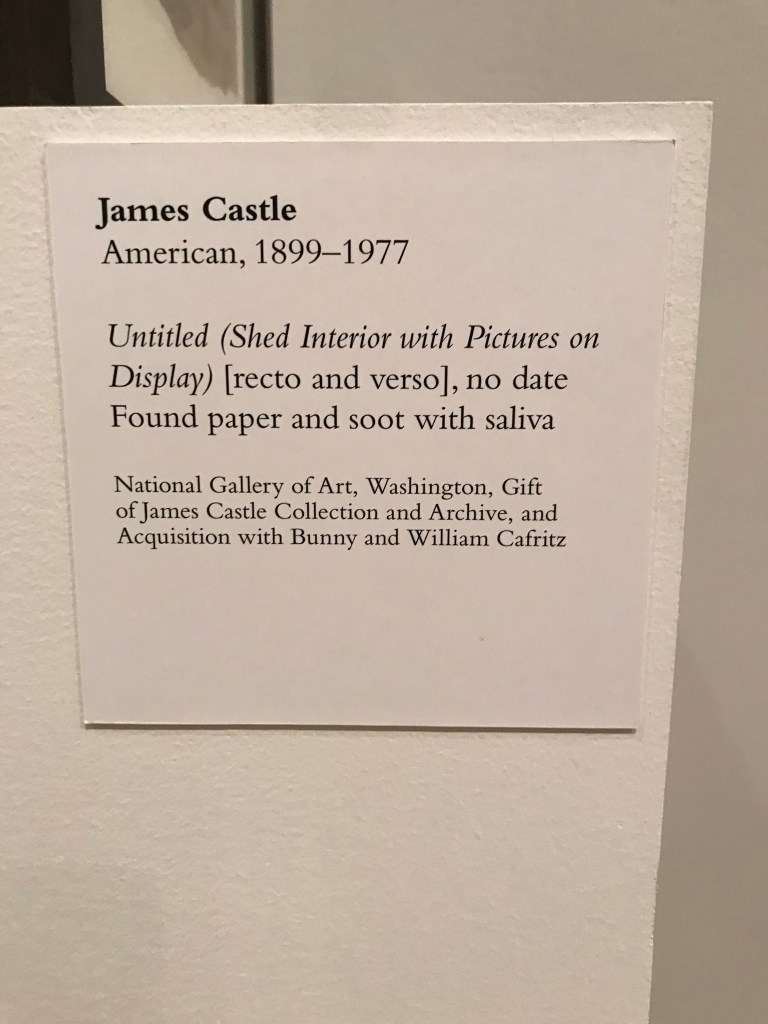 James Castle
American, 1899–1977
Untitled (Shed Interior with Pictures on
Display) [recto and verso], no date
Found paper and soot with saliva
National Gallery of Art, Washington, Gift
of James Castle Collection and Archive, and
Acquisition with Bunny and William Cafritz